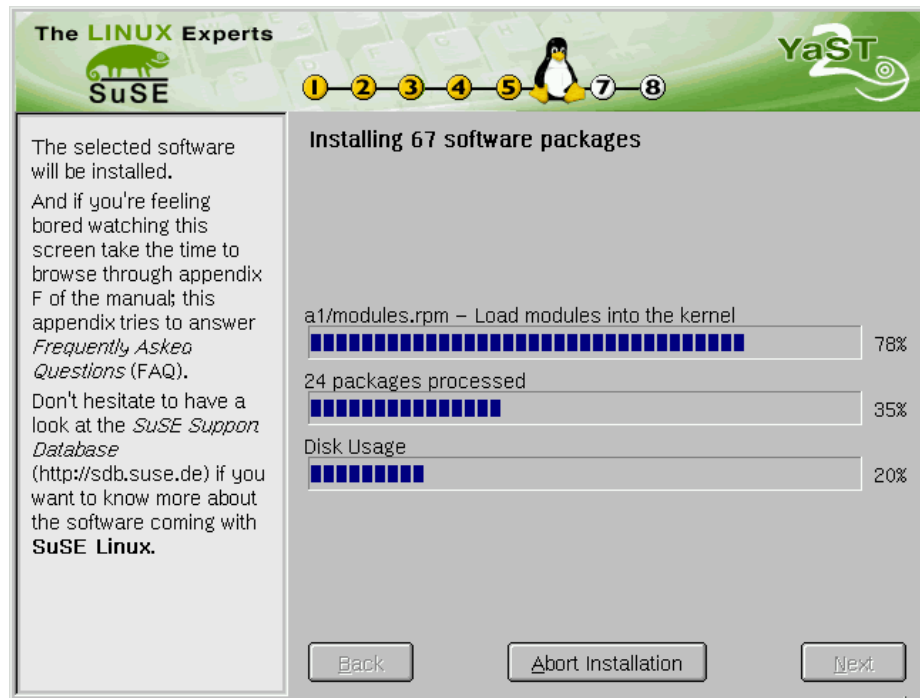 The LINUX Experts
SuSE
1 2 3 4 5 7 8
YaST
2
The selected software
will be installed.
And if you're feeling
bored watching this
screen take the time to
browse through appendix
F of the manual; this
appendix tries to answer
Frequently Asked
Questions (FAQ).
Don't hesitate to have a
look at the SuSE Support
Database
(http://sdb.suse.de) if you
want to know more about
the software coming with
SuSE Linux.
Installing 67 software packages
a1/modules.rpm – Load modules into the kernel
78%
24 packages processed
35%
Disk Usage
20%
Back
Abort Installation
Next